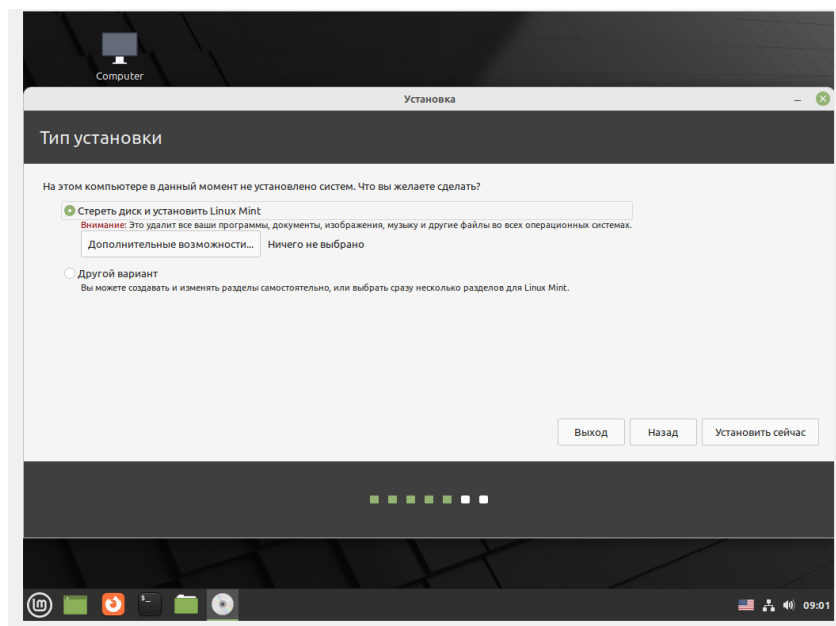 Computer
Установка
Тип установки
На этом компьютере в данный момент не установлено систем. Что вы желаете сделать?
Стереть диск и установить Linux Mint
Внимание: Это удалит все ваши программы, документы, изображения, музыку и другие файлы во всех операционных системах.
Дополнительные возможности... Ничего не выбрано
Другой вариант
Вы можете создавать и изменять разделы самостоятельно, или выбрать сразу несколько разделов для Linux Mint.
Выход Назад Установить сейчас
$_ 09:01